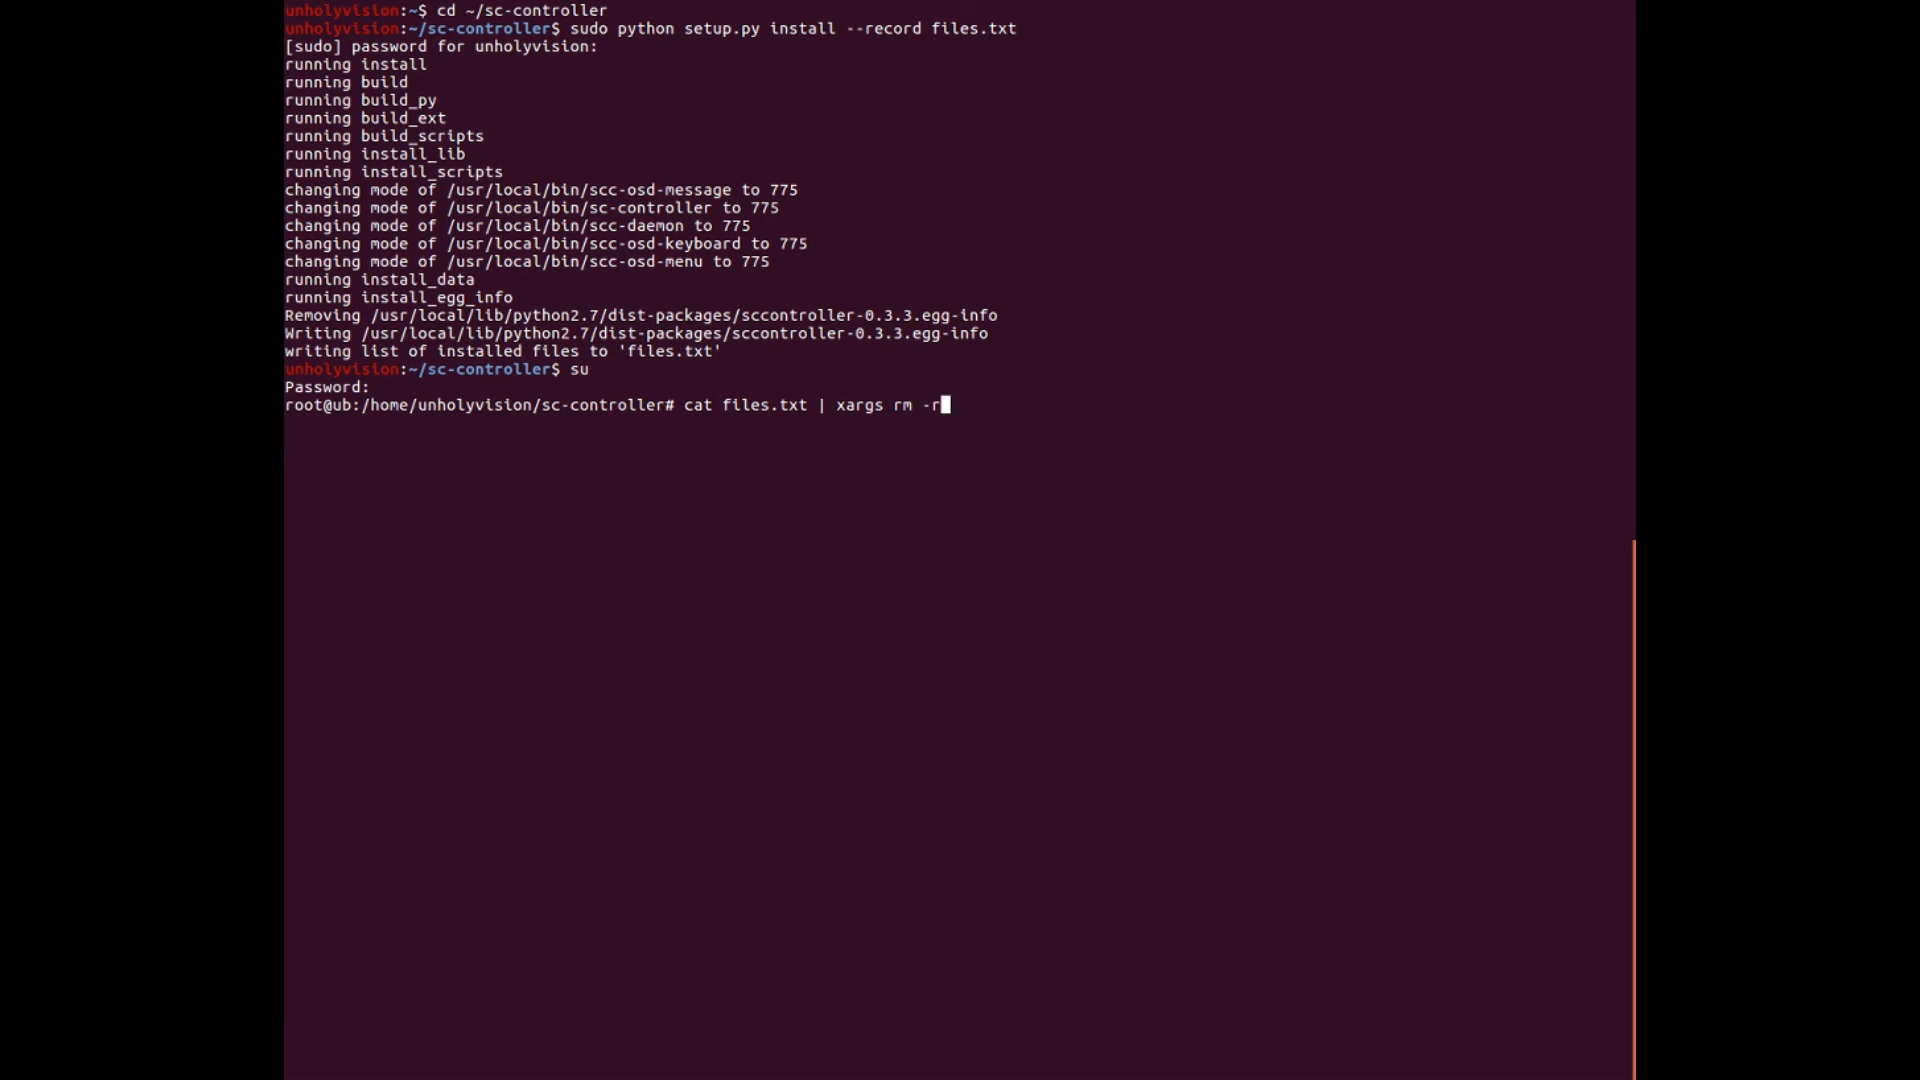 unholyvision:~$ cd ~/sc-controller
unholyvision:~/sc-controller$ sudo python setup.py install --record files.txt
[sudo] password for unholyvision:
running install
running build
running build_py
running build_ext
running build_scripts
running install_lib
running install_scripts
changing mode of /usr/local/bin/scc-osd-message to 775
changing mode of /usr/local/bin/sc-controller to 775
changing mode of /usr/local/bin/scc-daemon to 775
changing mode of /usr/local/bin/scc-osd-keyboard to 775
changing mode of /usr/local/bin/scc-osd-menu to 775
running install_data
running install_egg_info
Removing /usr/local/lib/python2.7/dist-packages/sccontroller-0.3.3.egg-info
Writing /usr/local/lib/python2.7/dist-packages/sccontroller-0.3.3.egg-info
writing list of installed files to 'files.txt'
unholyvision:~/sc-controller$ su
Password:
root@ub:/home/unholyvision/sc-controller# cat files.txt | xargs rm -r